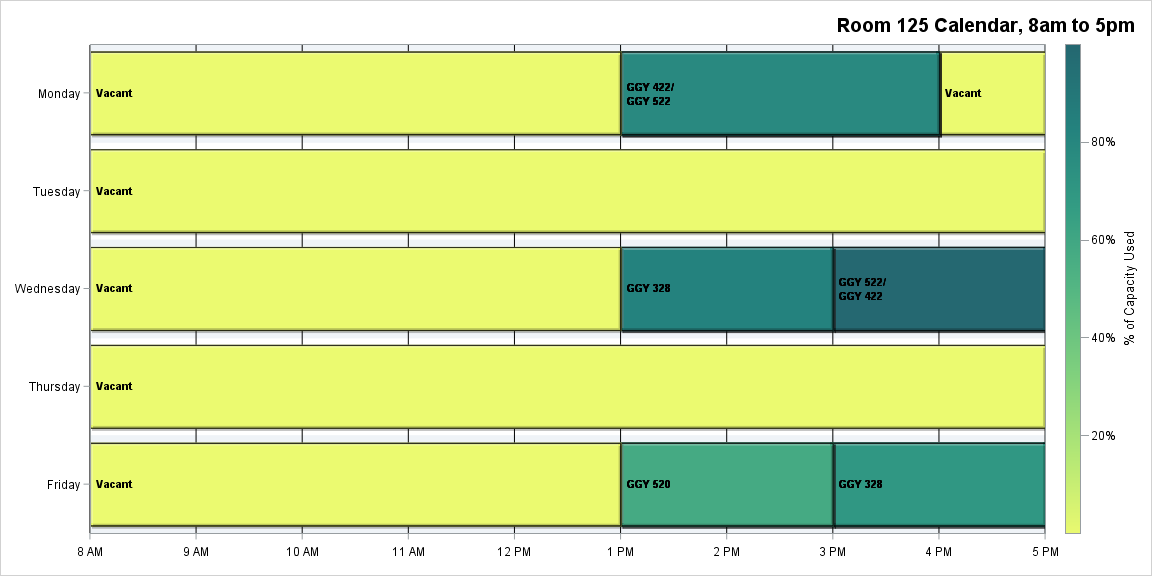 Room 125 Calendar, 8am to 5pm
Monday
Vacant
GGY 422/
GGY 522
Vacant
Tuesday
Vacant
Wednesday
Vacant
GGY 328
GGY 522/
GGY 422
Thursday
Vacant
Friday
Vacant
GGY 520
GGY 328
8 AM
9 AM
10 AM
11 AM
12 PM
1 PM
2 PM
3 PM
4 PM
5 PM
80%
60%
40%
20%
% of Capacity Used